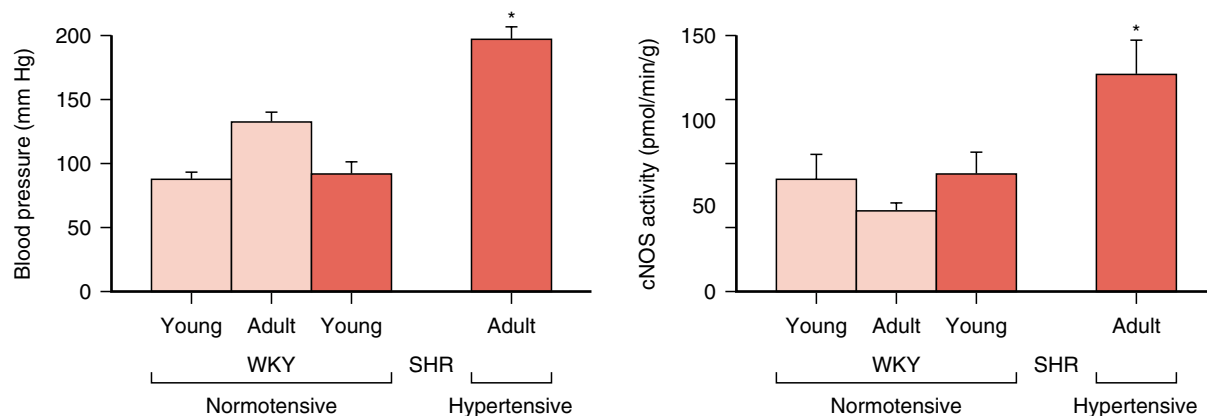 Blood pressure (mm Hg)
200
150
100
50
0
*
Young Adult Young Adult
WKY SHR
Normotensive Hypertensive
cNOS activity (pmol/min/g)
150
100
50
0
*
Young Adult Young Adult
WKY SHR
Normotensive Hypertensive